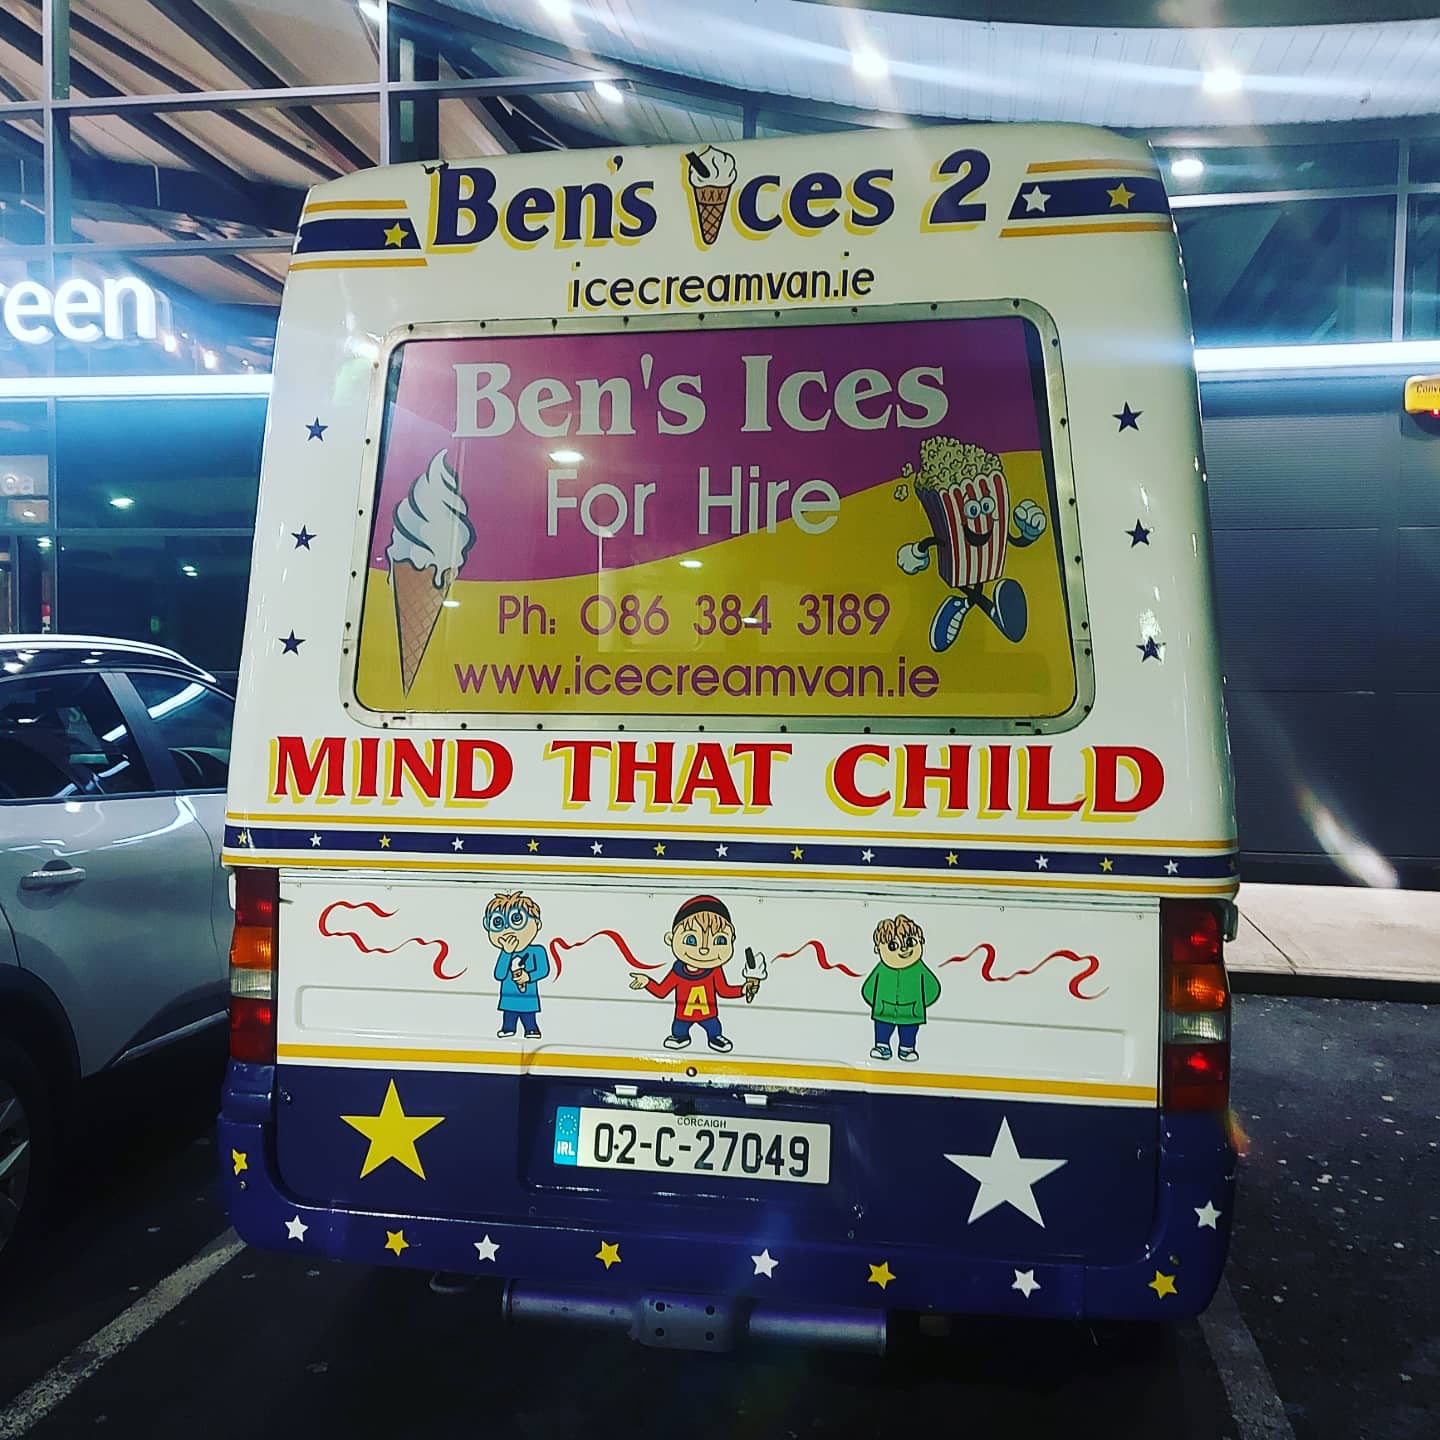 Ben's Ices 2
icecreamvan.ie
een
Ben's Ices
For Hire
Ph: 086 384 3189
www.icecreamvan.ie
MIND THAT CHILD
A
CORCAIGH
IRL
02-C-27049